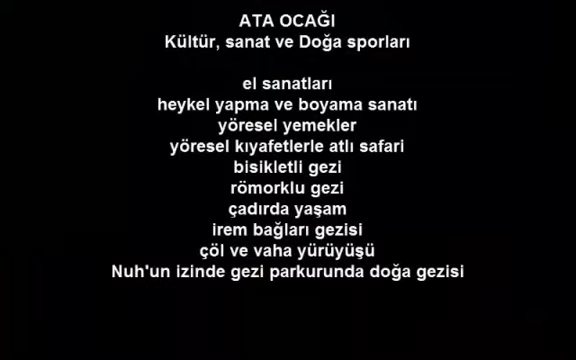 ATA OCAĞI
Kültür, sanat ve Doğa sporları
el sanatları
heykel yapma ve boyama sanatı
yöresel yemekler
yöresel kıyafetlerle atlı safari
bisikletli gezi
römorklu gezi
çadırda yaşam
irem bağları gezisi
çöl ve vaha yürüyüşü
Nuh'un izinde gezi parkurunda doğa gezisi